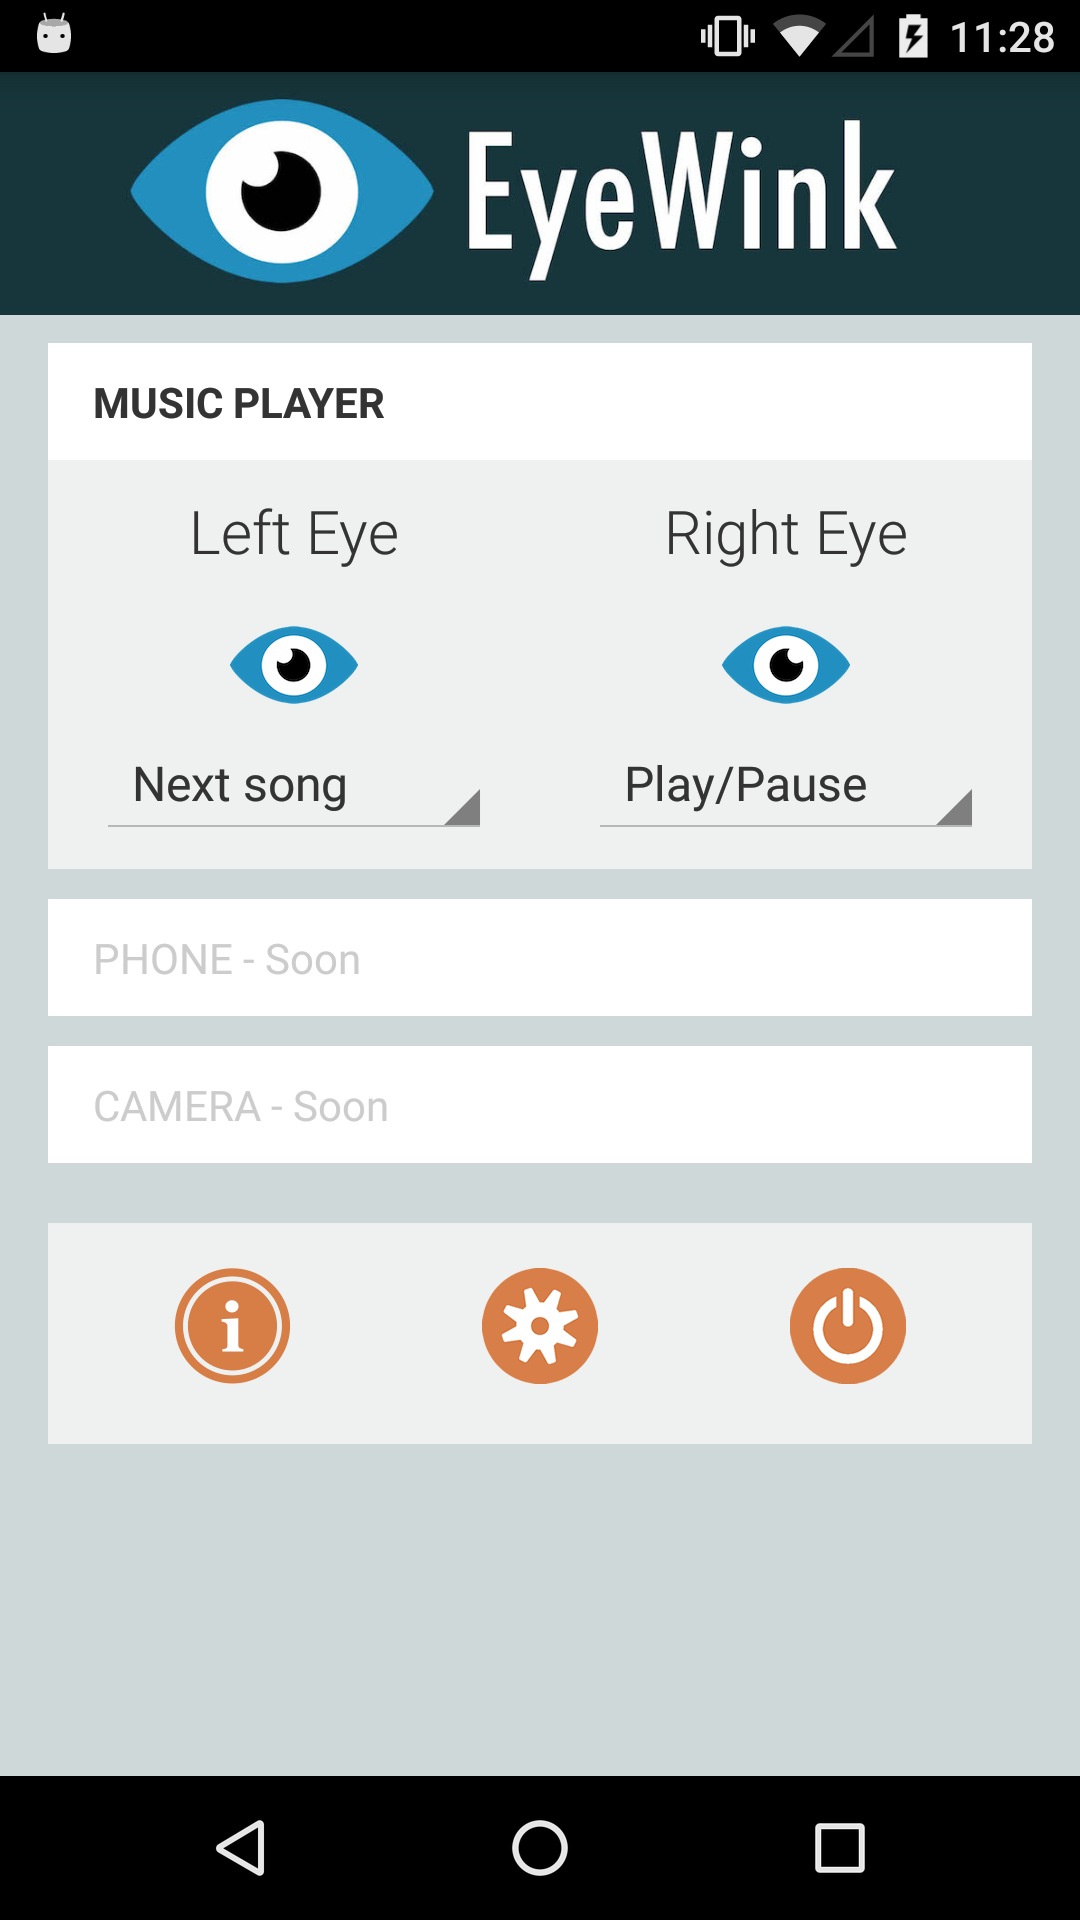 11:28
EyeWink
MUSIC PLAYER
Left Eye Right Eye
Next song Play/Pause
PHONE - Soon
CAMERA - Soon
i